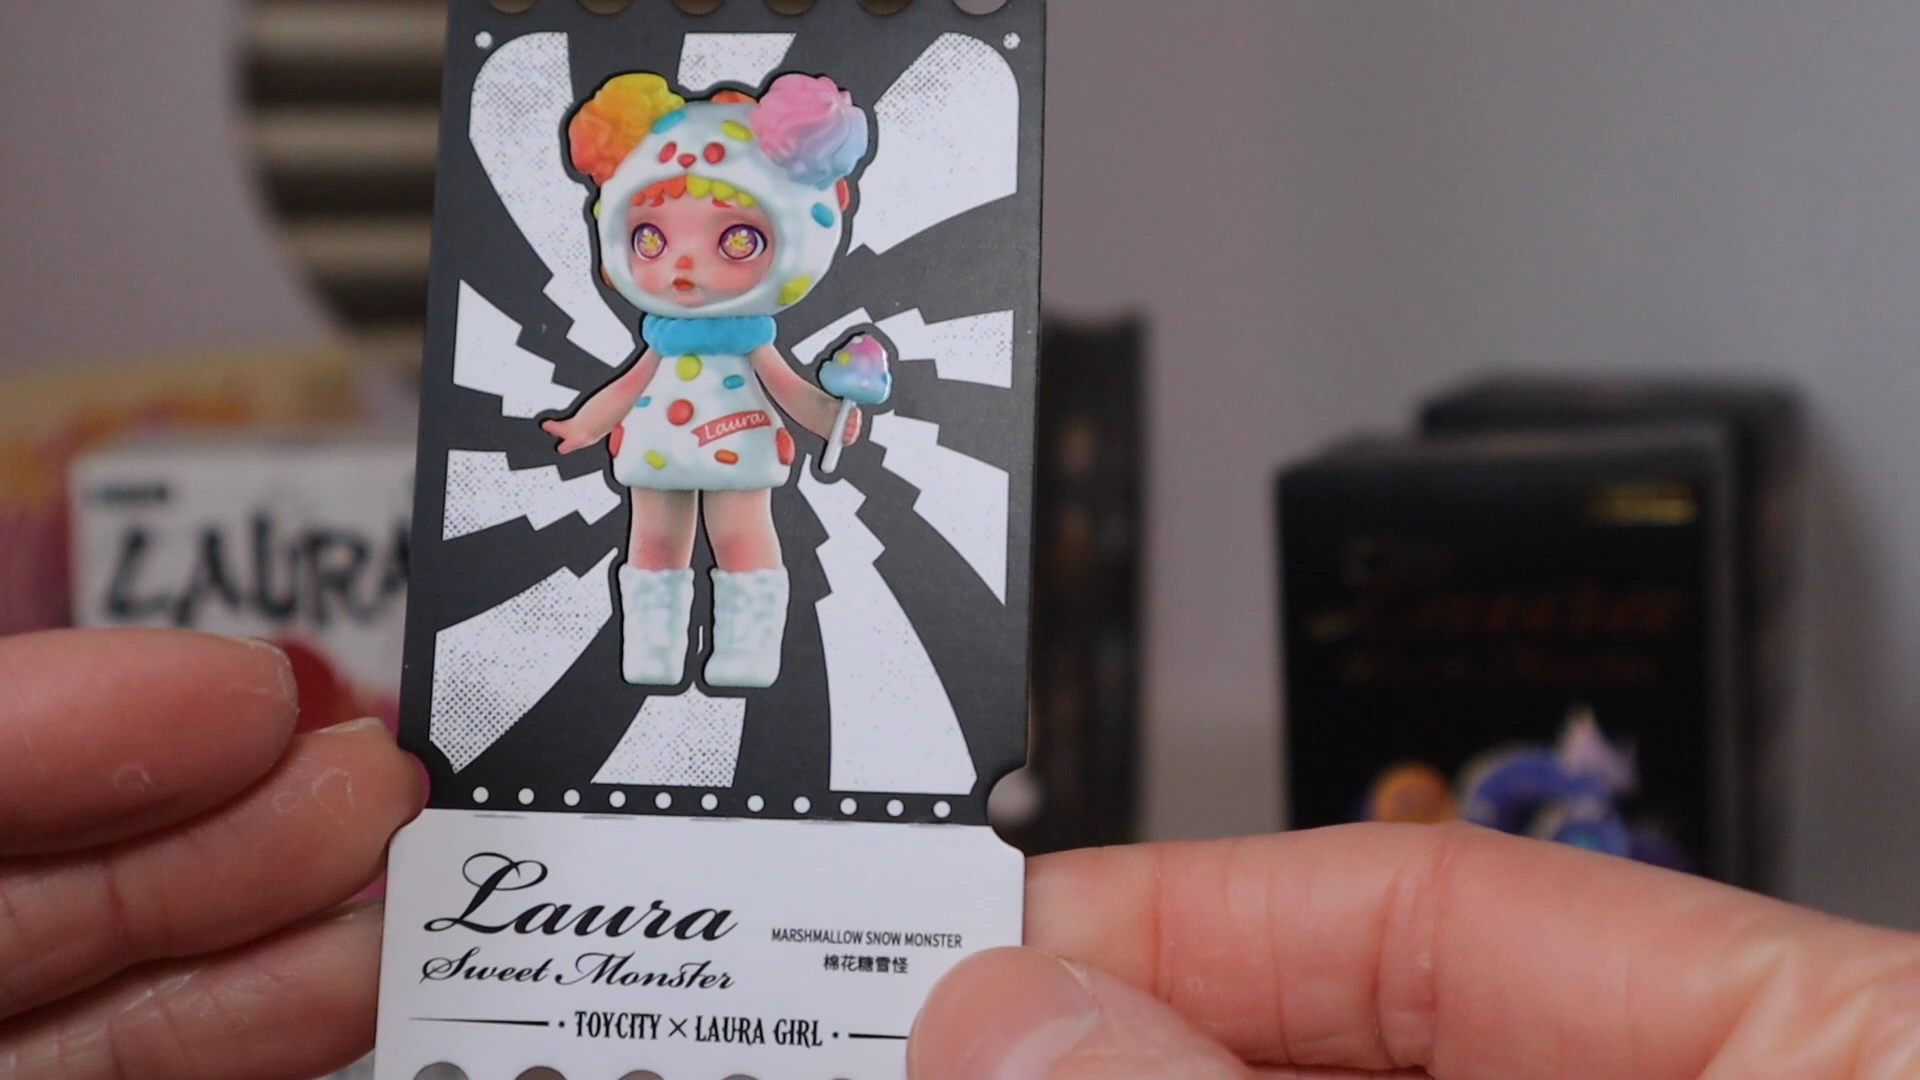 LAURA
Laura
Laura
Sweet Monster
MARSHMALLOW SNOW MONSTER
棉花糖雪怪
· TOYCITY × LAURA GIRL ·